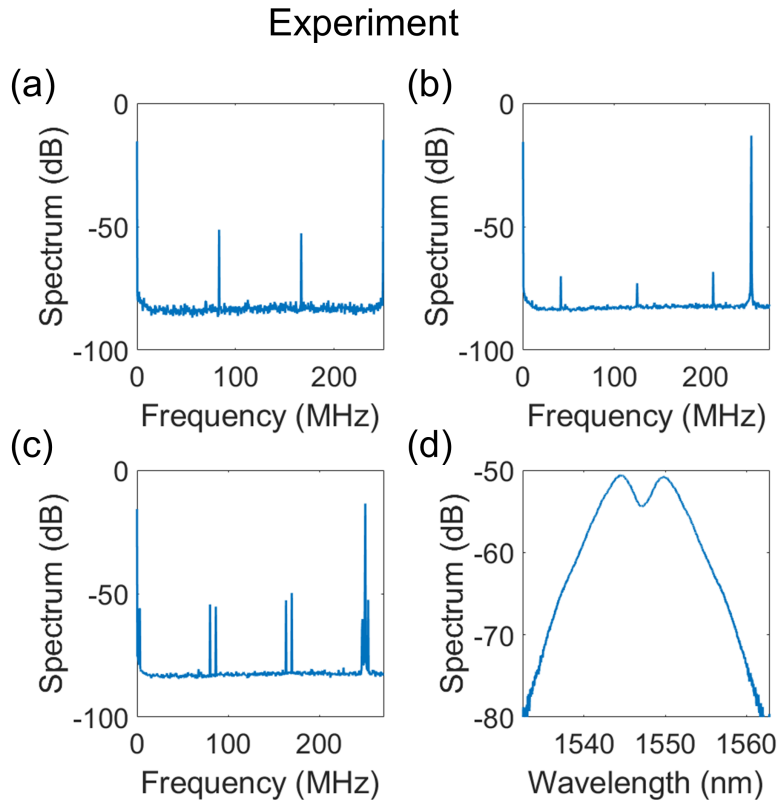 Experiment
(a)
(b)
0
-50
-100
Spectrum (dB)
0
100
200
Frequency (MHz)
0
-50
-100
Spectrum (dB)
0
100
200
Frequency (MHz)
(c)
(d)
0
-50
-100
Spectrum (dB)
0
100
200
Frequency (MHz)
-50
-60
-70
-80
Spectrum (dB)
1540
1550
1560
Wavelength (nm)